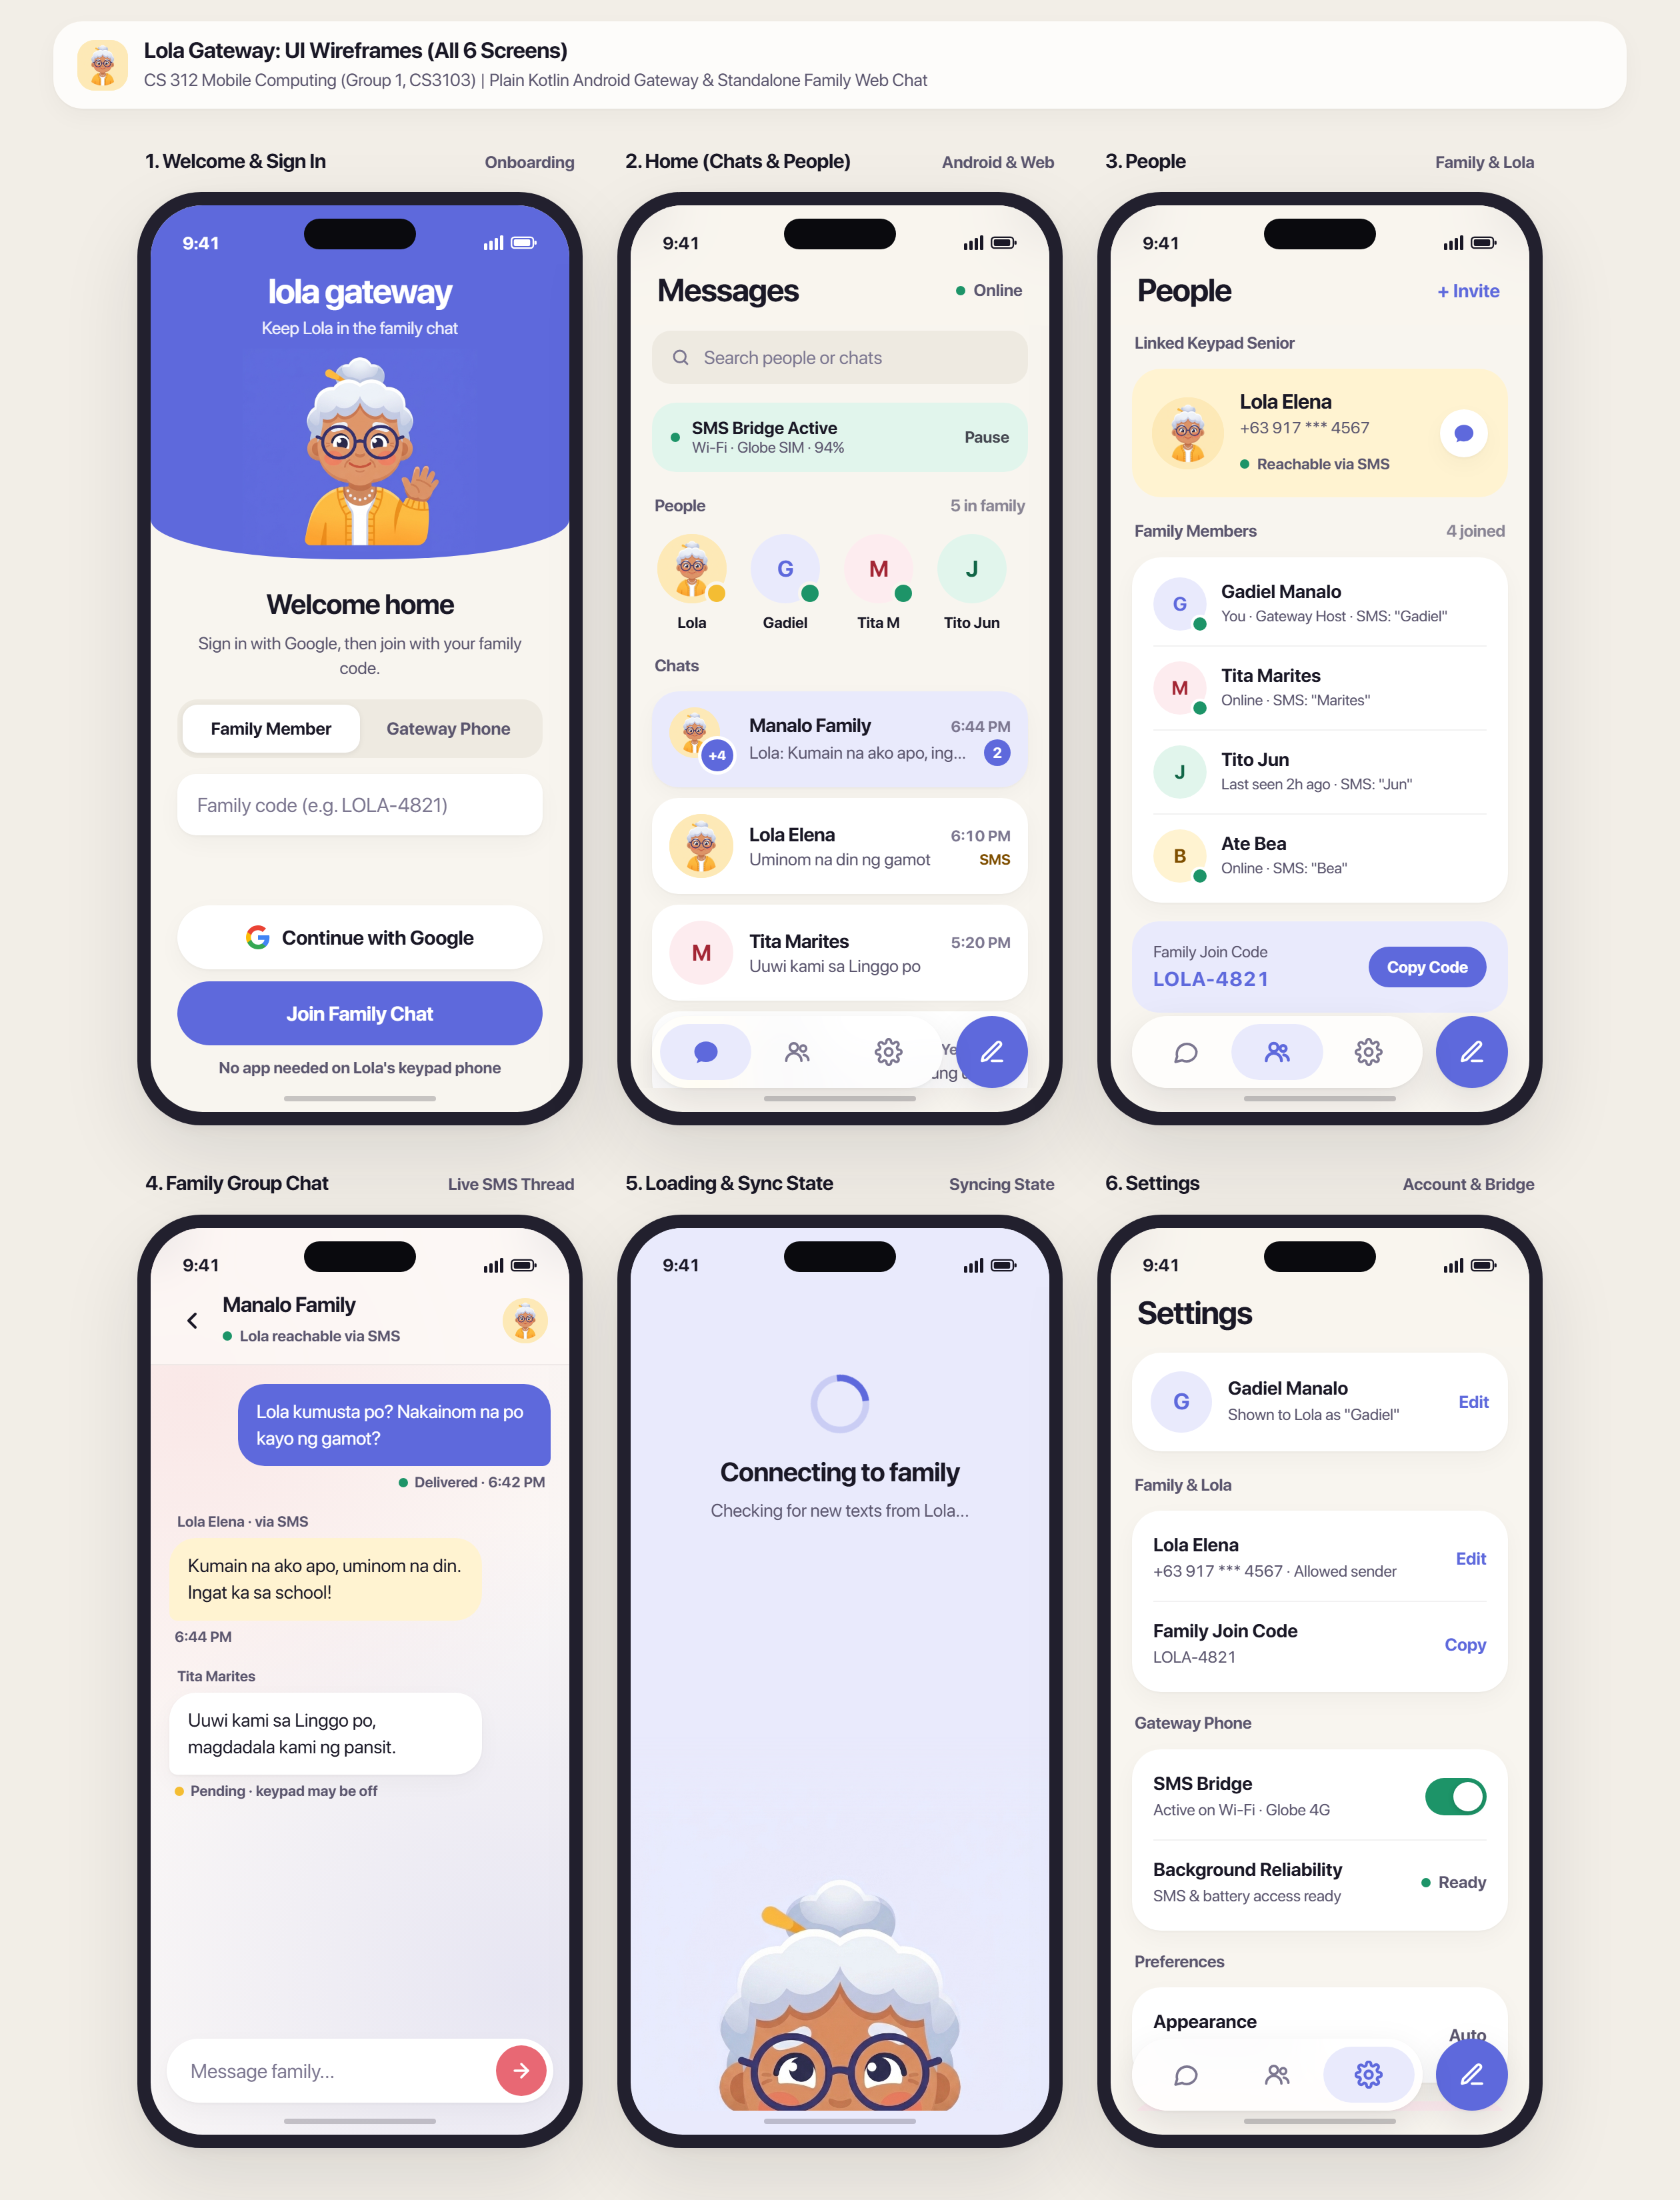 Lola Gateway: UI Wireframes (All 6 Screens)
CS 312 Mobile Computing (Group 1, CS3103) | Plain Kotlin Android Gateway & Standalone Family Web Chat
1. Welcome & Sign In
Onboarding
9:41
lola gateway
Keep Lola in the family chat
Welcome home
Sign in with Google, then join with your family
code.
Family Member
Gateway Phone
Family code (e.g. LOLA-4821)
Continue with Google
Join Family Chat
No app needed on Lola's keypad phone
2. Home (Chats & People)
Android & Web
9:41
Messages
Online
Search people or chats
SMS Bridge Active
Wi-Fi · Globe SIM · 94%
Pause
People
5 in family
Lola
G
Gadiel
M
Tita M
J
Tito Jun
Chats
+4
Manalo Family
6:44 PM
Lola: Kumain na ako apo, ing...
2
Lola Elena
6:10 PM
Uminom na din ng gamot
SMS
M
Tita Marites
5:20 PM
Uuwi kami sa Linggo po
3. People
Family & Lola
9:41
People
+ Invite
Linked Keypad Senior
Lola Elena
+63 917 *** 4567
Reachable via SMS
Family Members
4 joined
G
Gadiel Manalo
You · Gateway Host · SMS: "Gadiel"
M
Tita Marites
Online · SMS: "Marites"
J
Tito Jun
Last seen 2h ago · SMS: "Jun"
B
Ate Bea
Online · SMS: "Bea"
Family Join Code
LOLA-4821
Copy Code
4. Family Group Chat
Live SMS Thread
9:41
Manalo Family
Lola reachable via SMS
Lola kumusta po? Nakainom na po
kayo ng gamot?
Delivered · 6:42 PM
Lola Elena · via SMS
Kumain na ako apo, uminom na din.
Ingat ka sa school!
6:44 PM
Tita Marites
Uuwi kami sa Linggo po,
magdadala kami ng pansit.
Pending · keypad may be off
Message family...
5. Loading & Sync State
Syncing State
9:41
Connecting to family
Checking for new texts from Lola...
6. Settings
Account & Bridge
9:41
Settings
G
Gadiel Manalo
Shown to Lola as "Gadiel"
Edit
Family & Lola
Lola Elena
+63 917 *** 4567 · Allowed sender
Edit
Family Join Code
LOLA-4821
Copy
Gateway Phone
SMS Bridge
Active on Wi-Fi · Globe 4G
Background Reliability
SMS & battery access ready
Ready
Preferences
Appearance
Auto